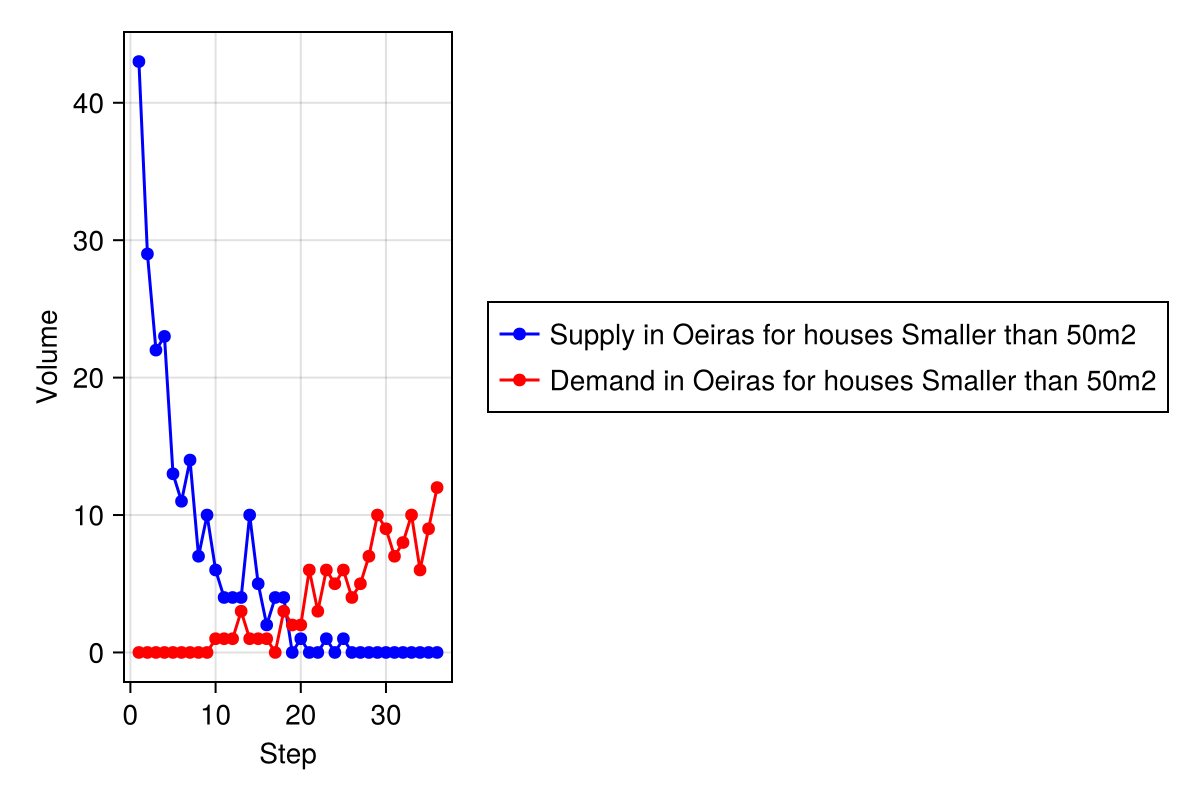 40
30
20
10
0
Volume
0 10 20 30
Step
Supply in Oeiras for houses Smaller than 50m2
Demand in Oeiras for houses Smaller than 50m2